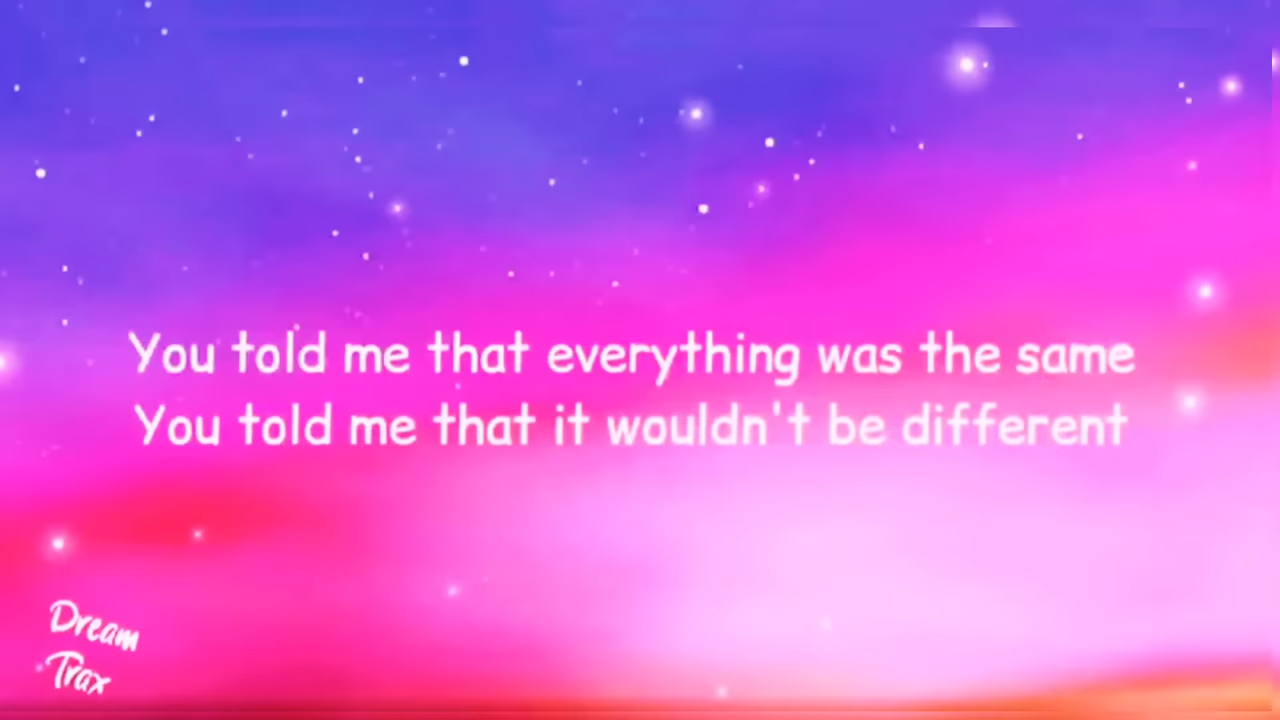 You told me that everything was the same
You told me that it wouldn't be different
Dream
Trax